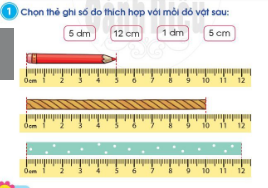 1 Chọn thẻ ghi số đo thích hợp với mỗi đồ vật sau:
5 dm 12 cm 1 dm 5 cm
0cm 1 2 3 4 5 6 7 8 9 10 11 12
0cm 1 2 3 4 5 6 7 8 9 10 11 12
0cm 1 2 3 4 5 6 7 8 9 10 11 12